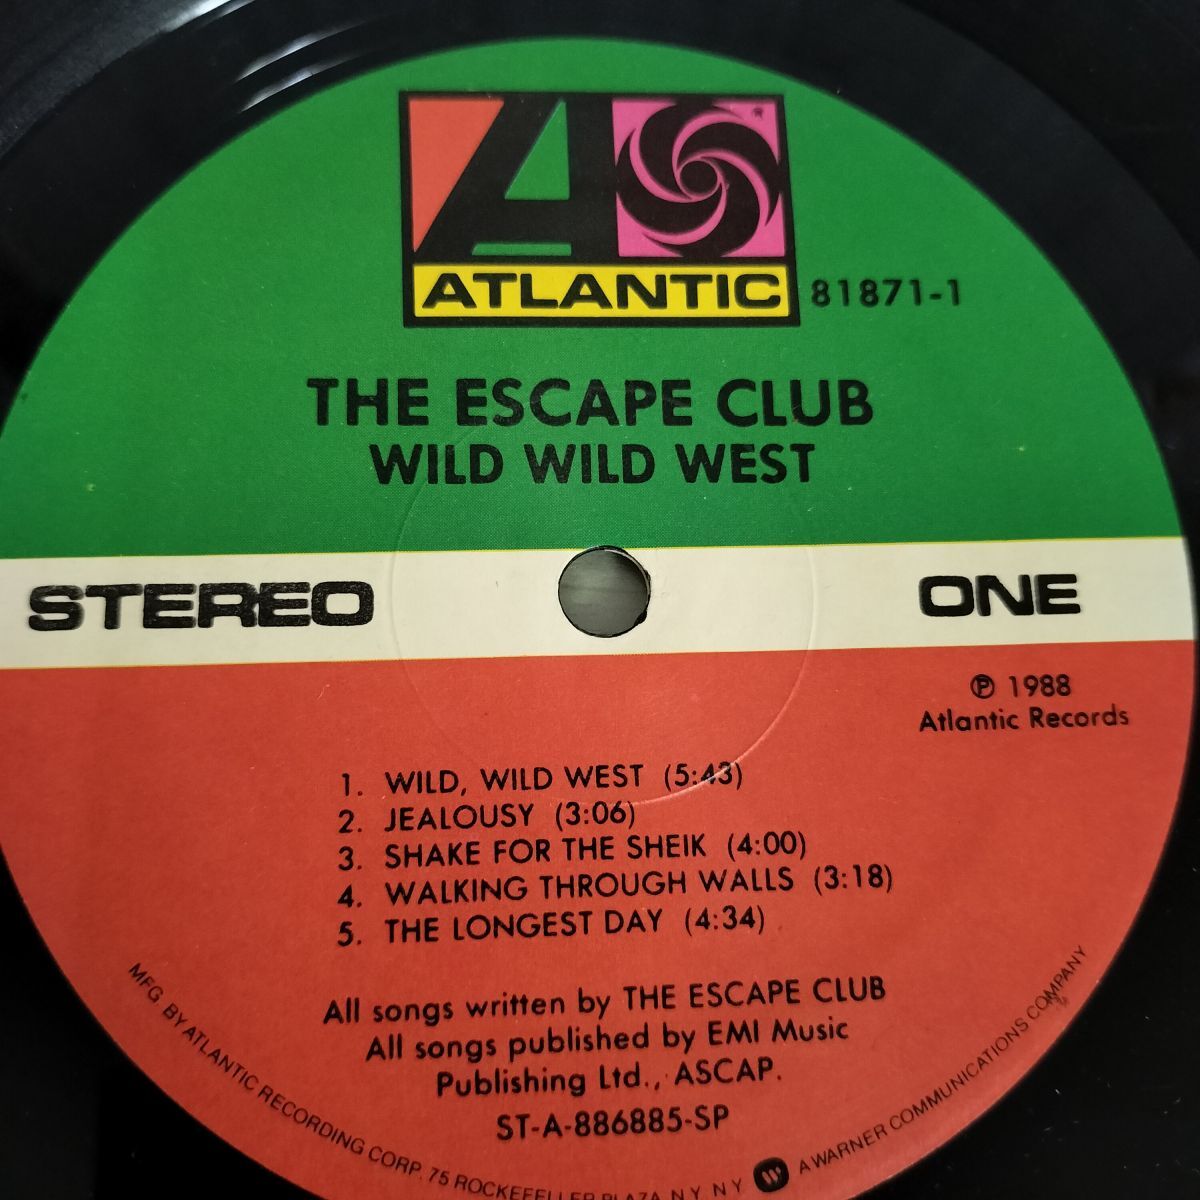 ATLANTIC
®
81871-1
THE ESCAPE CLUB
WILD WILD WEST
STEREO
ONE
℗ 1988
Atlantic Records
1. WILD, WILD WEST (5:43)
2. JEALOUSY (3:06)
3. SHAKE FOR THE SHEIK (4:00)
4. WALKING THROUGH WALLS (3:18)
5. THE LONGEST DAY (4:34)
All songs written by THE ESCAPE CLUB
All songs published by EMI Music
Publishing Ltd., ASCAP.
ST-A-886885-SP
MFG BY ATLANTIC RECORDING CORP. 75 ROCKEFELLER PLAZA, N.Y. N.Y. A WARNER COMMUNICATIONS COMPANY